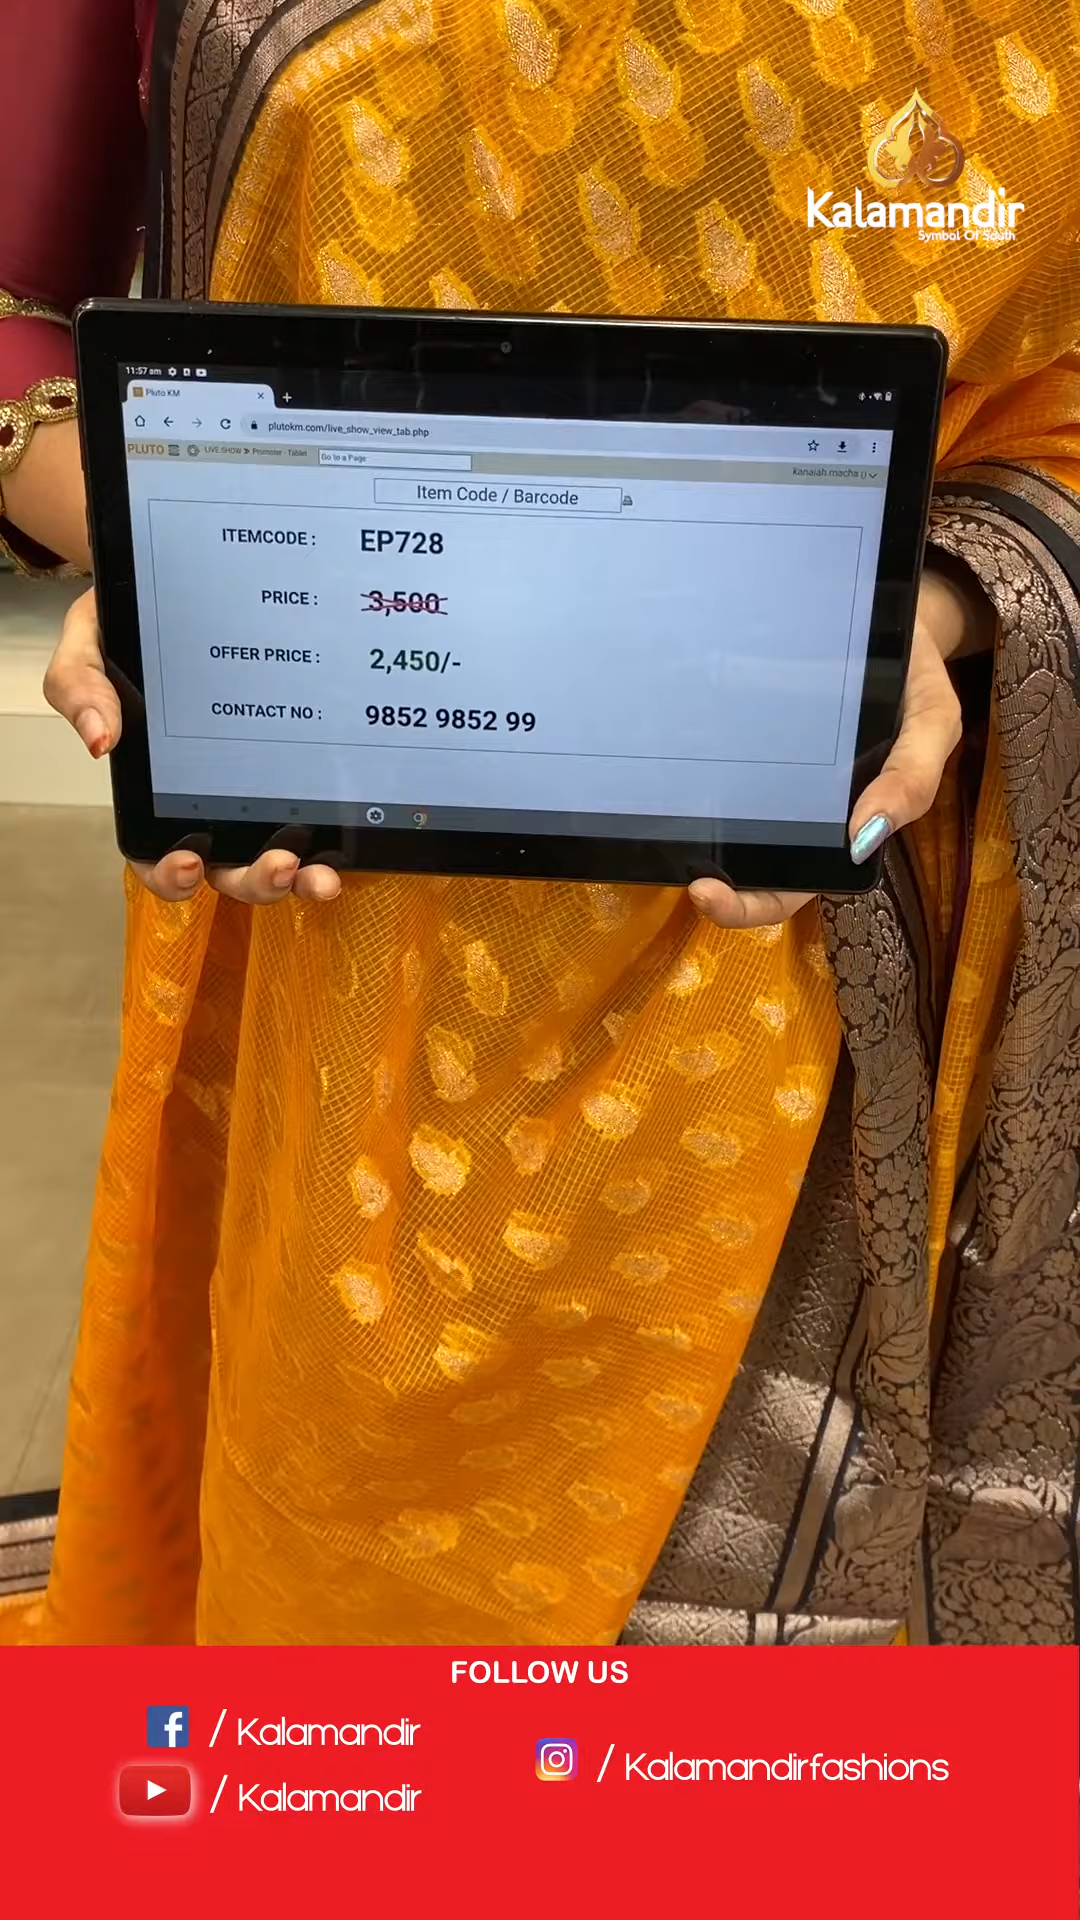 Kalamandir
Symbol Of South
11:57 am
Pluto KM
plutokm.com/live_show_view_tab.php
PLUTO LIVE SHOW » Promoter - Tablet Go to a Page
kanaiah.macha ()
Item Code / Barcode
ITEMCODE : EP728
PRICE : 3,500
OFFER PRICE : 2,450/-
CONTACT NO : 9852 9852 99
FOLLOW US
/ Kalamandir
/ Kalamandirfashions
/ Kalamandir